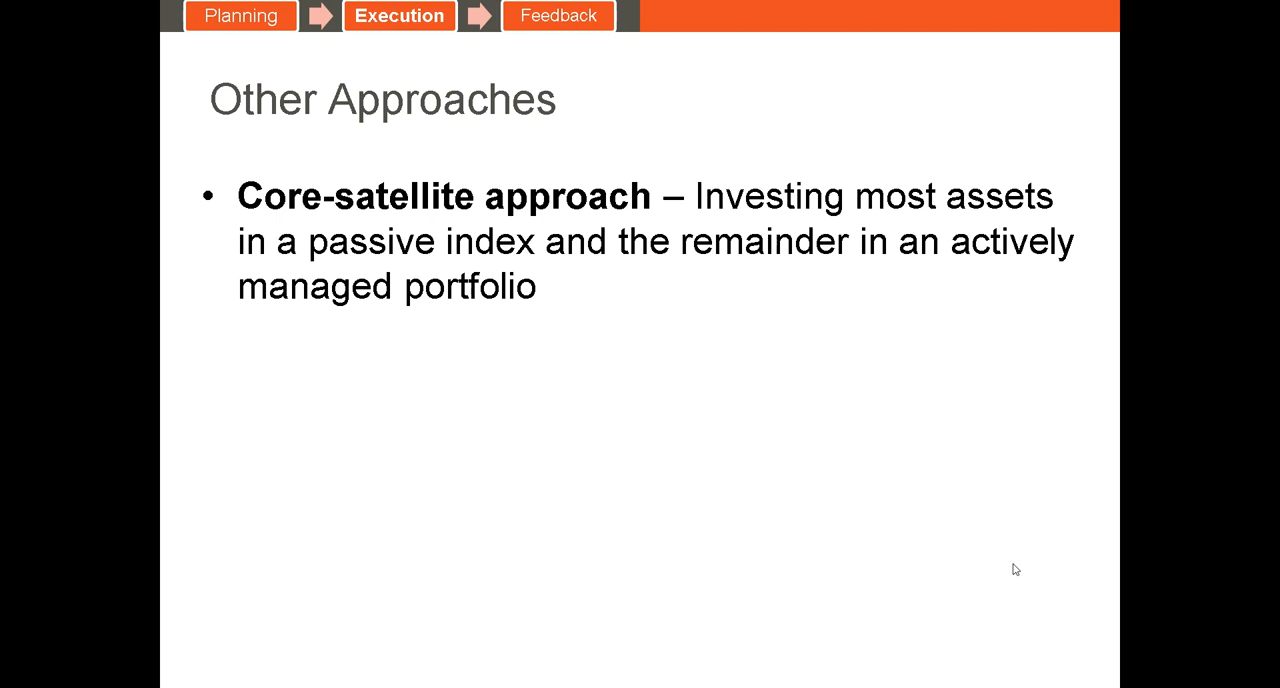 Planning Execution Feedback
Other Approaches
• Core-satellite approach – Investing most assets
in a passive index and the remainder in an actively
managed portfolio